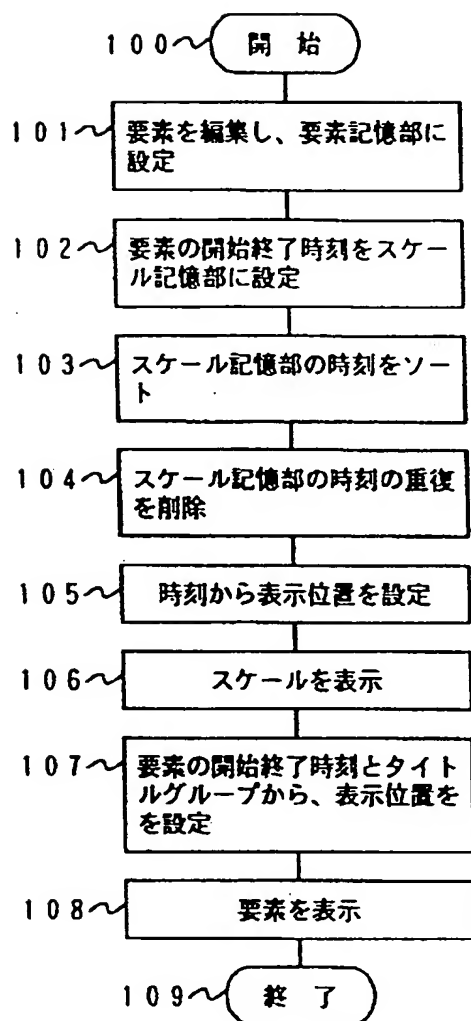 100 開 始
101 要素を編集し、要素記憶部に
設定
102 要素の開始終了時刻をスケー
ル記憶部に設定
103 スケール記憶部の時刻をソー
ト
104 スケール記憶部の時刻の重復
を削除
105 時刻から表示位置を設定
106 スケールを表示
107 要素の開始終了時刻とタイト
ルグループから、表示位置を
を設定
108 要素を表示
109 終 了